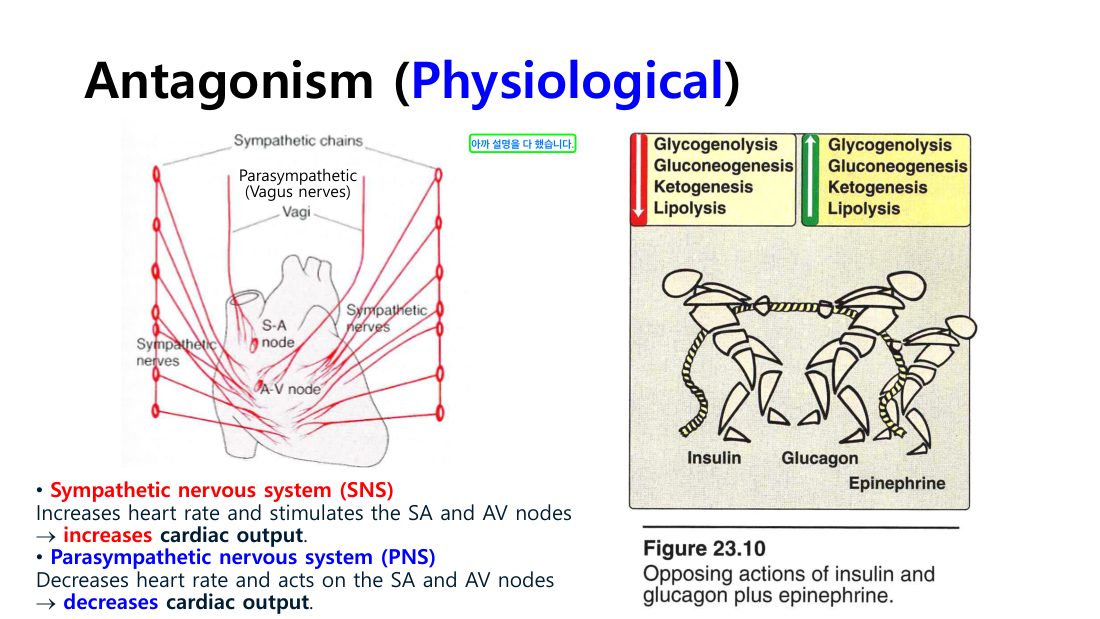 Antagonism (Physiological)
아까 설명을 다 했습니다.
Sympathetic chains
Parasympathetic
(Vagus nerves)
Vagi
S-A
node
Sympathetic
nerves
Sympathetic
nerves
A-V node
• Sympathetic nervous system (SNS)
Increases heart rate and stimulates the SA and AV nodes
→ increases cardiac output.
• Parasympathetic nervous system (PNS)
Decreases heart rate and acts on the SA and AV nodes
→ decreases cardiac output.
Glycogenolysis
Gluconeogenesis
Ketogenesis
Lipolysis
Glycogenolysis
Gluconeogenesis
Ketogenesis
Lipolysis
Insulin
Glucagon
Epinephrine
Figure 23.10
Opposing actions of insulin and
glucagon plus epinephrine.